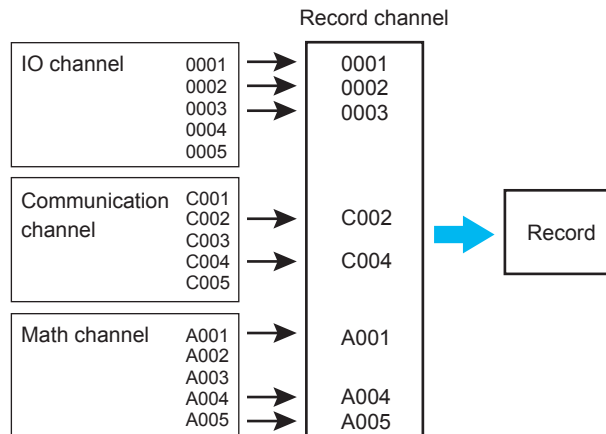 Record channel
IO channel
0001
0002
0003
0004
0005
Communication
channel
C001
C002
C003
C004
C005
Math channel
A001
A002
A003
A004
A005
0001
0002
0003
C002
C004
A001
A004
A005
Record